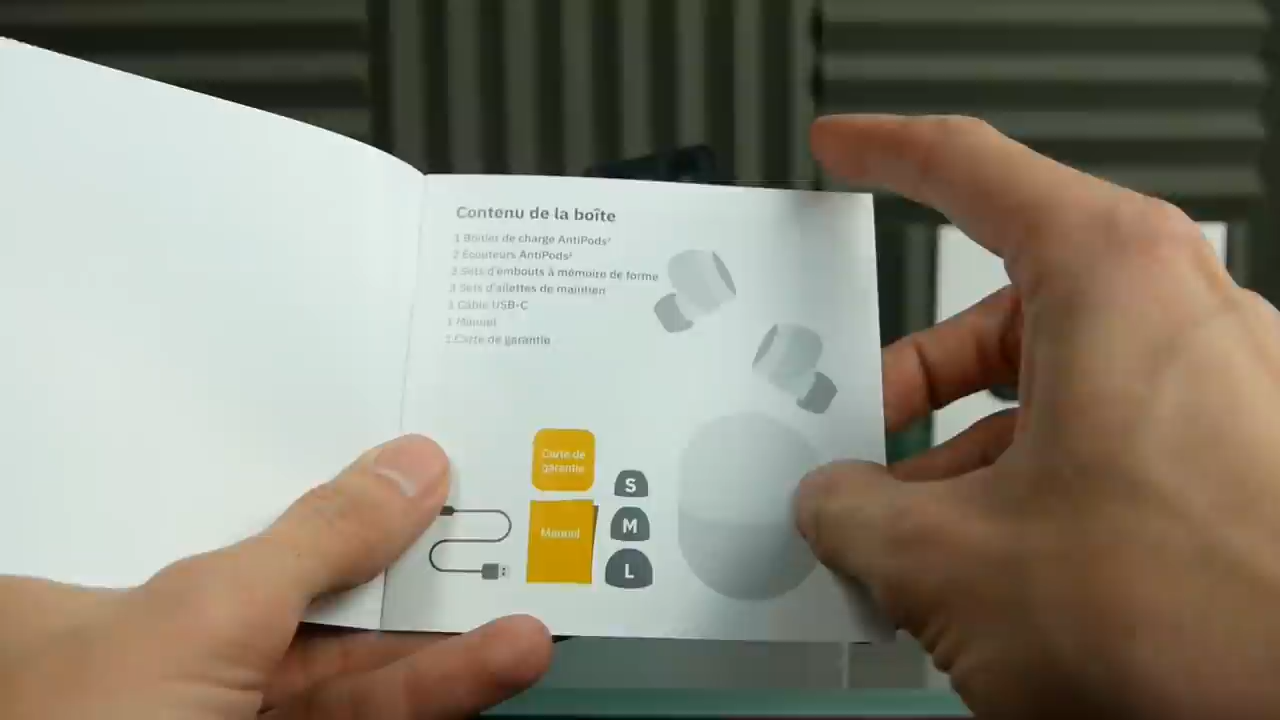 Contenu de la boîte
1 Boîtier de charge AntiPods²
2 Écouteurs AntiPods²
3 Sets d'embouts à mémoire de forme
3 Sets d'ailettes de maintien
1 Câble USB-C
1 Manuel
1 Carte de garantie
Carte de
garantie
Manuel
S
M
L